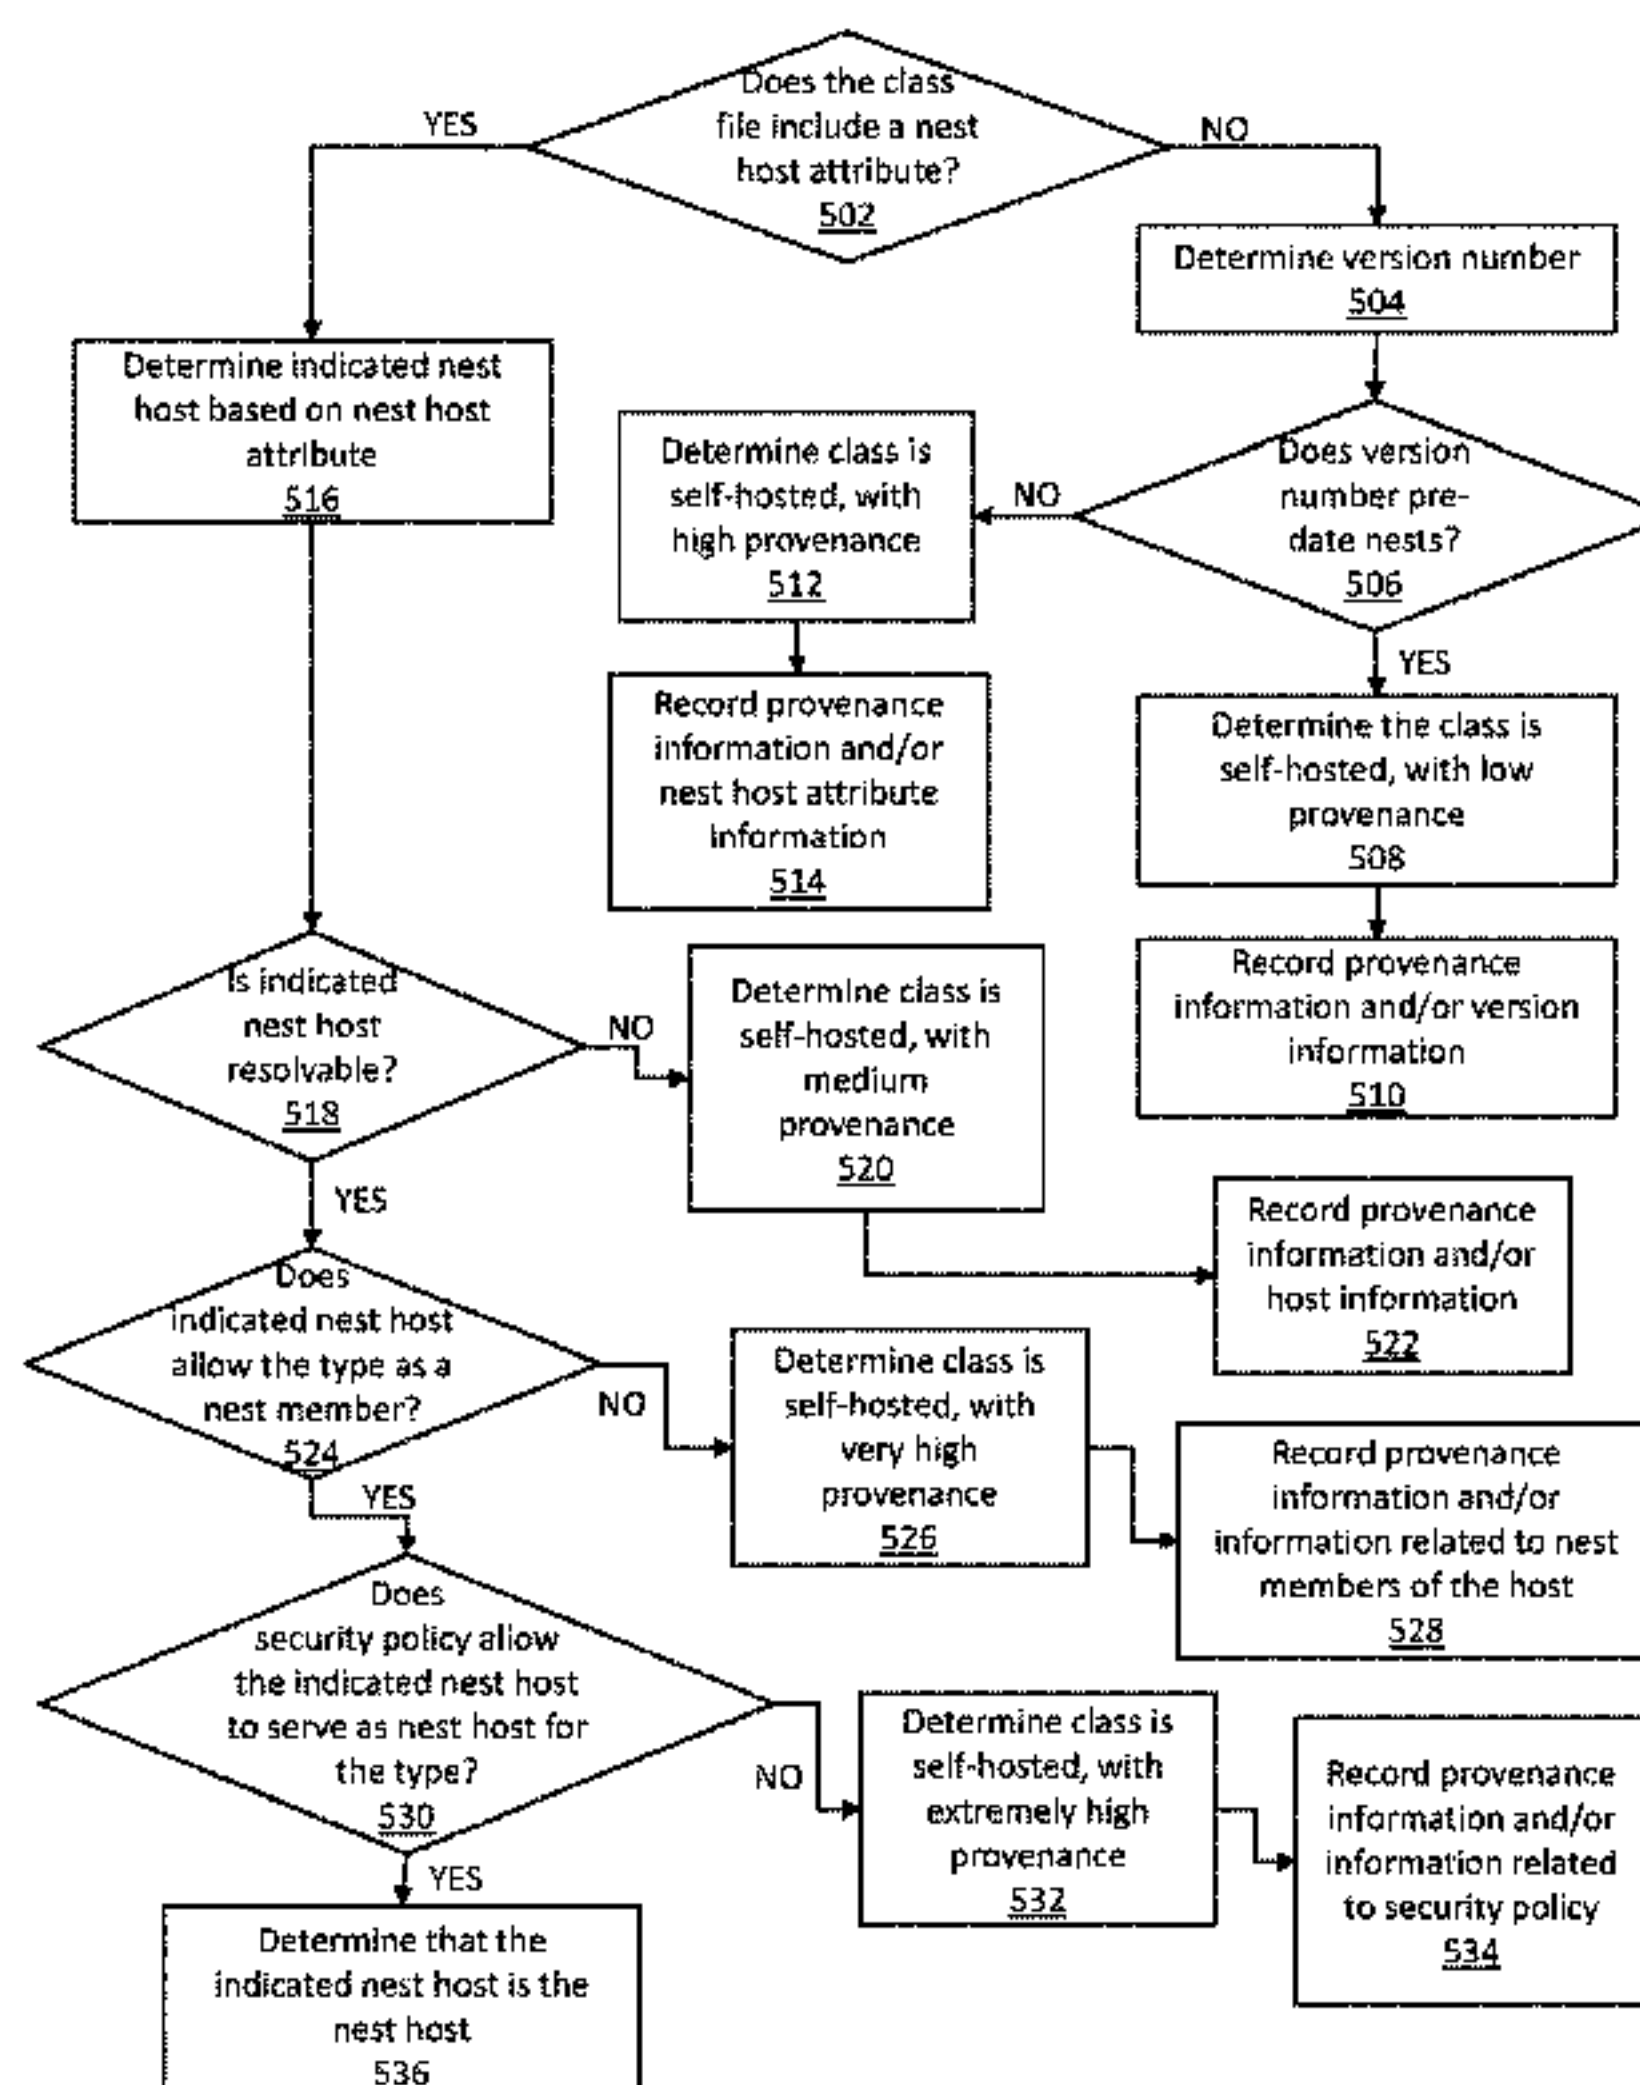 Does the class
file include a nest
host attribute?
502
YES
NO
Determine version number
504
Determine indicated nest
host based on nest host
attribute
516
Determine class is
self-hosted, with
high provenance
512
NO
Does version
number pre-
date nests?
506
YES
Record provenance
information and/or
nest host attribute
information
514
Determine the class is
self-hosted, with low
provenance
508
Is indicated
nest host
resolvable?
518
NO
Determine class is
self-hosted, with
medium
provenance
520
Record provenance
information and/or version
information
510
YES
Record provenance
information and/or
host information
522
Does
indicated nest host
allow the type as a
nest member?
524
NO
Determine class is
self-hosted, with
very high
provenance
526
Record provenance
information and/or
information related to nest
members of the host
528
YES
Does
security policy allow
the indicated nest host
to serve as nest host for
the type?
530
NO
Determine class is
self-hosted, with
extremely high
provenance
532
Record provenance
information and/or
information related
to security policy
534
YES
Determine that the
indicated nest host is the
nest host
536